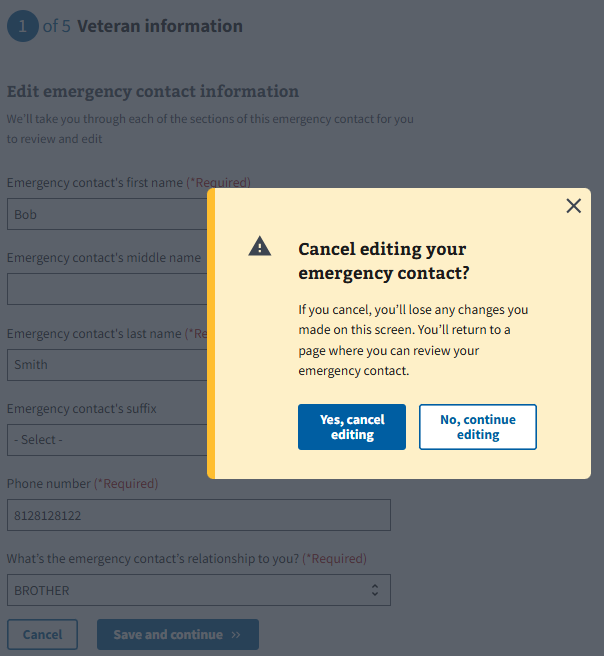 1 of 5 Veteran information
Edit emergency contact information
We'll take you through each of the sections of this emergency contact for you
to review and edit
Emergency contact's first name (*Required)
Bob
Emergency contact's middle name
Emergency contact's last name (*Re
Smith
Emergency contact's suffix
- Select -
Phone number (*Required)
8128128122
What's the emergency contact's relationship to you? (*Required)
BROTHER
Cancel
Save and continue »
Cancel editing your
emergency contact?
If you cancel, you'll lose any changes you
made on this screen. You'll return to a
page where you can review your
emergency contact.
Yes, cancel
editing
No, continue
editing